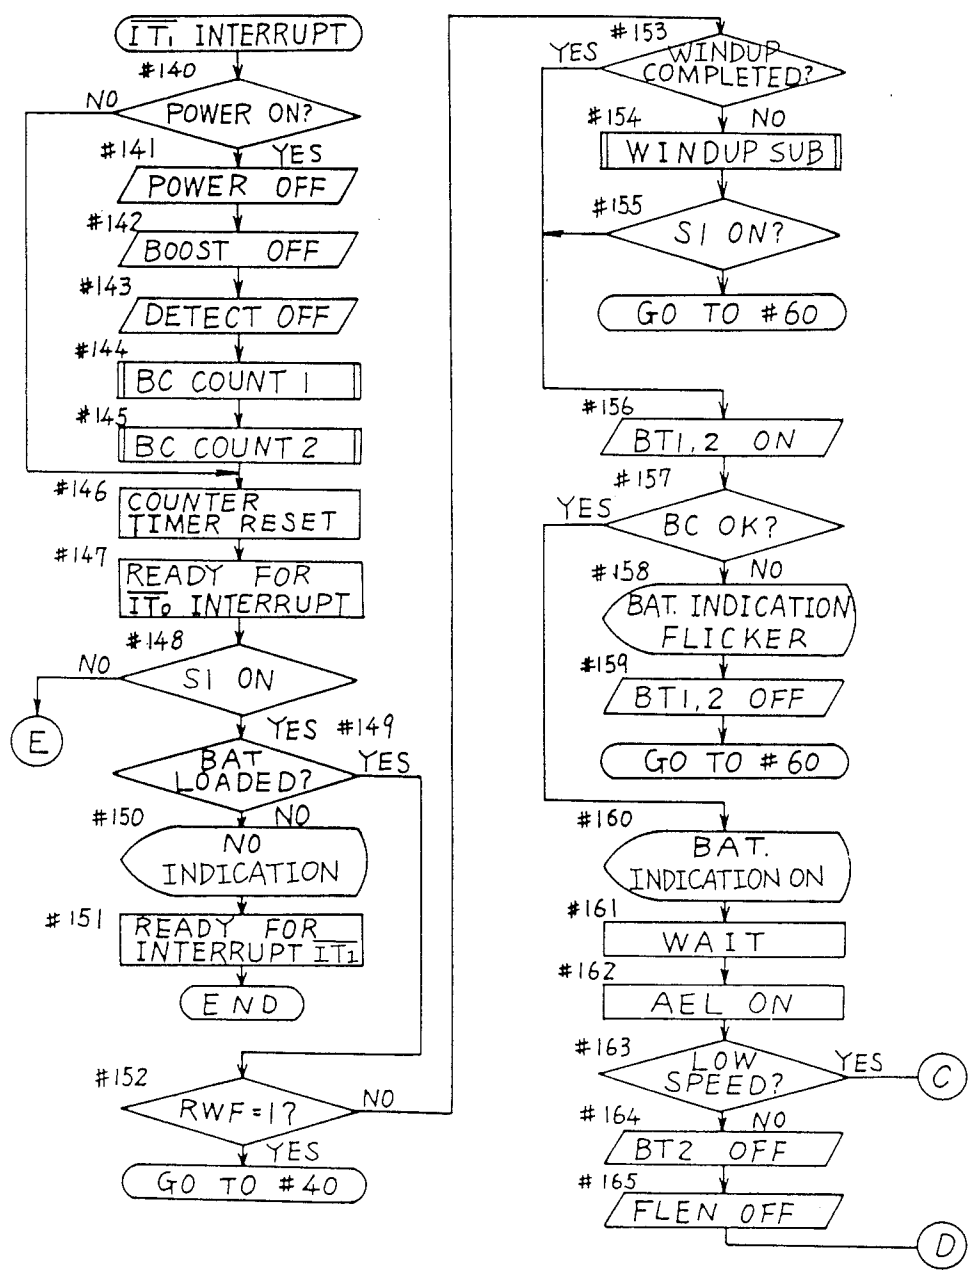 IT1 INTERRUPT
#140
NO
POWER ON?
#141
YES
POWER OFF
#142
BOOST OFF
#143
DETECT OFF
#144
BC COUNT 1
#145
BC COUNT 2
#146
COUNTER
TIMER RESET
#147
READY FOR
IT0 INTERRUPT
#148
NO
S1 ON
E
YES
#149
BAT
LOADED?
YES
#150
NO
NO
INDICATION
#151
READY FOR
INTERRUPT IT1
END
#152
RWF=1?
NO
YES
GO TO #40
#153
YES
WINDUP
COMPLETED?
#154
NO
WINDUP SUB
#155
S1 ON?
GO TO #60
#156
BT1,2 ON
#157
YES
BC OK?
#158
NO
BAT. INDICATION
FLICKER
#159
BT1,2 OFF
GO TO #60
#160
BAT.
INDICATION ON
#161
WAIT
#162
AEL ON
#163
LOW
SPEED?
YES
C
#164
NO
BT2 OFF
#165
FLEN OFF
D